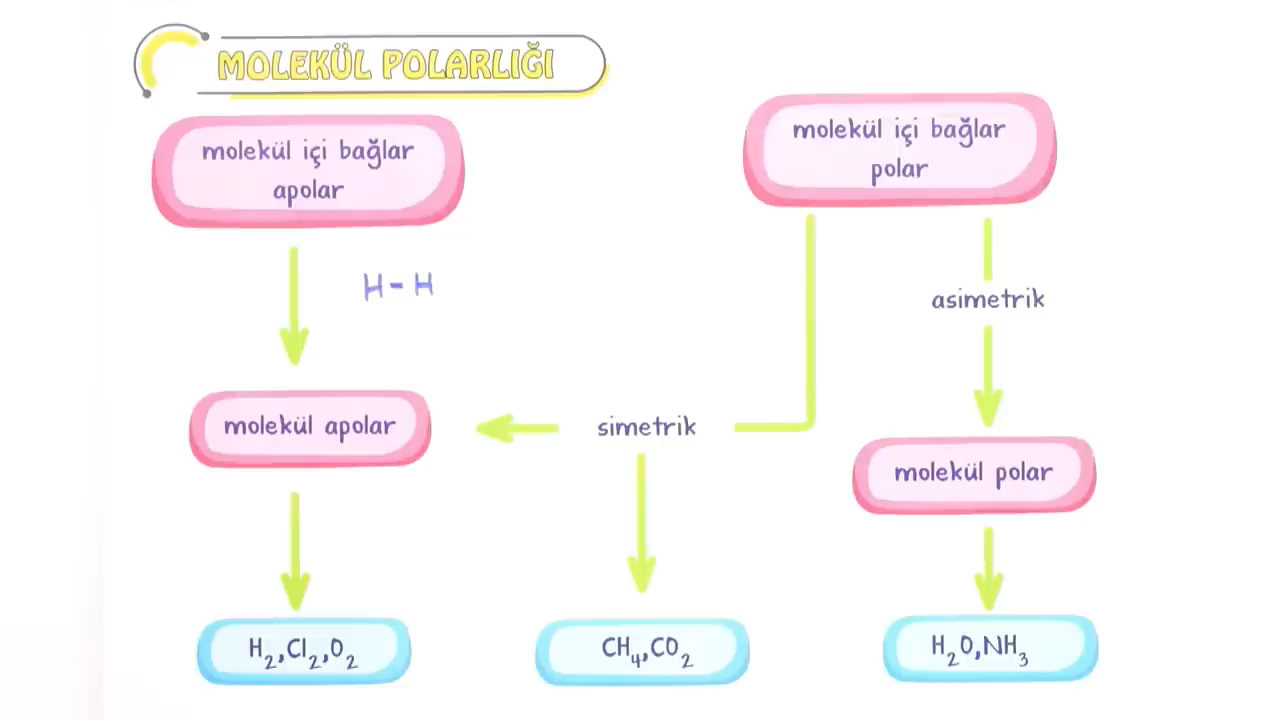 MOLEKÜL POLARLIĞI
molekül içi bağlar
apolar
molekül içi bağlar
polar
H - H
asimetrik
molekül apolar
simetrik
molekül polar
H₂,Cl₂,O₂
CH₄,CO₂
H₂O,NH₃